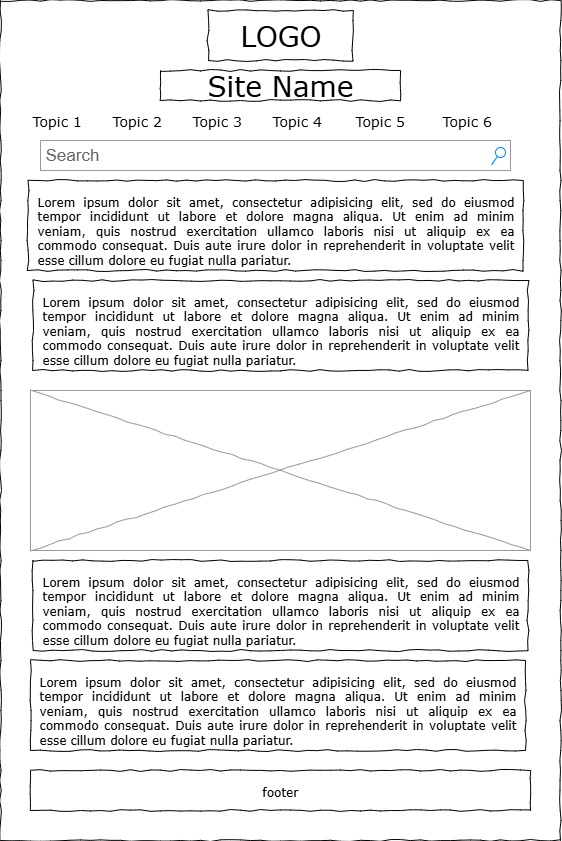 LOGO
Site Name
Topic 1 Topic 2 Topic 3 Topic 4 Topic 5 Topic 6
Search
Lorem ipsum dolor sit amet, consectetur adipisicing elit, sed do eiusmod
tempor incididunt ut labore et dolore magna aliqua. Ut enim ad minim
veniam, quis nostrud exercitation ullamco laboris nisi ut aliquip ex ea
commodo consequat. Duis aute irure dolor in reprehenderit in voluptate velit
esse cillum dolore eu fugiat nulla pariatur.
Lorem ipsum dolor sit amet, consectetur adipisicing elit, sed do eiusmod
tempor incididunt ut labore et dolore magna aliqua. Ut enim ad minim
veniam, quis nostrud exercitation ullamco laboris nisi ut aliquip ex ea
commodo consequat. Duis aute irure dolor in reprehenderit in voluptate velit
esse cillum dolore eu fugiat nulla pariatur.
Lorem ipsum dolor sit amet, consectetur adipisicing elit, sed do eiusmod
tempor incididunt ut labore et dolore magna aliqua. Ut enim ad minim
veniam, quis nostrud exercitation ullamco laboris nisi ut aliquip ex ea
commodo consequat. Duis aute irure dolor in reprehenderit in voluptate velit
esse cillum dolore eu fugiat nulla pariatur.
Lorem ipsum dolor sit amet, consectetur adipisicing elit, sed do eiusmod
tempor incididunt ut labore et dolore magna aliqua. Ut enim ad minim
veniam, quis nostrud exercitation ullamco laboris nisi ut aliquip ex ea
commodo consequat. Duis aute irure dolor in reprehenderit in voluptate velit
esse cillum dolore eu fugiat nulla pariatur.
footer